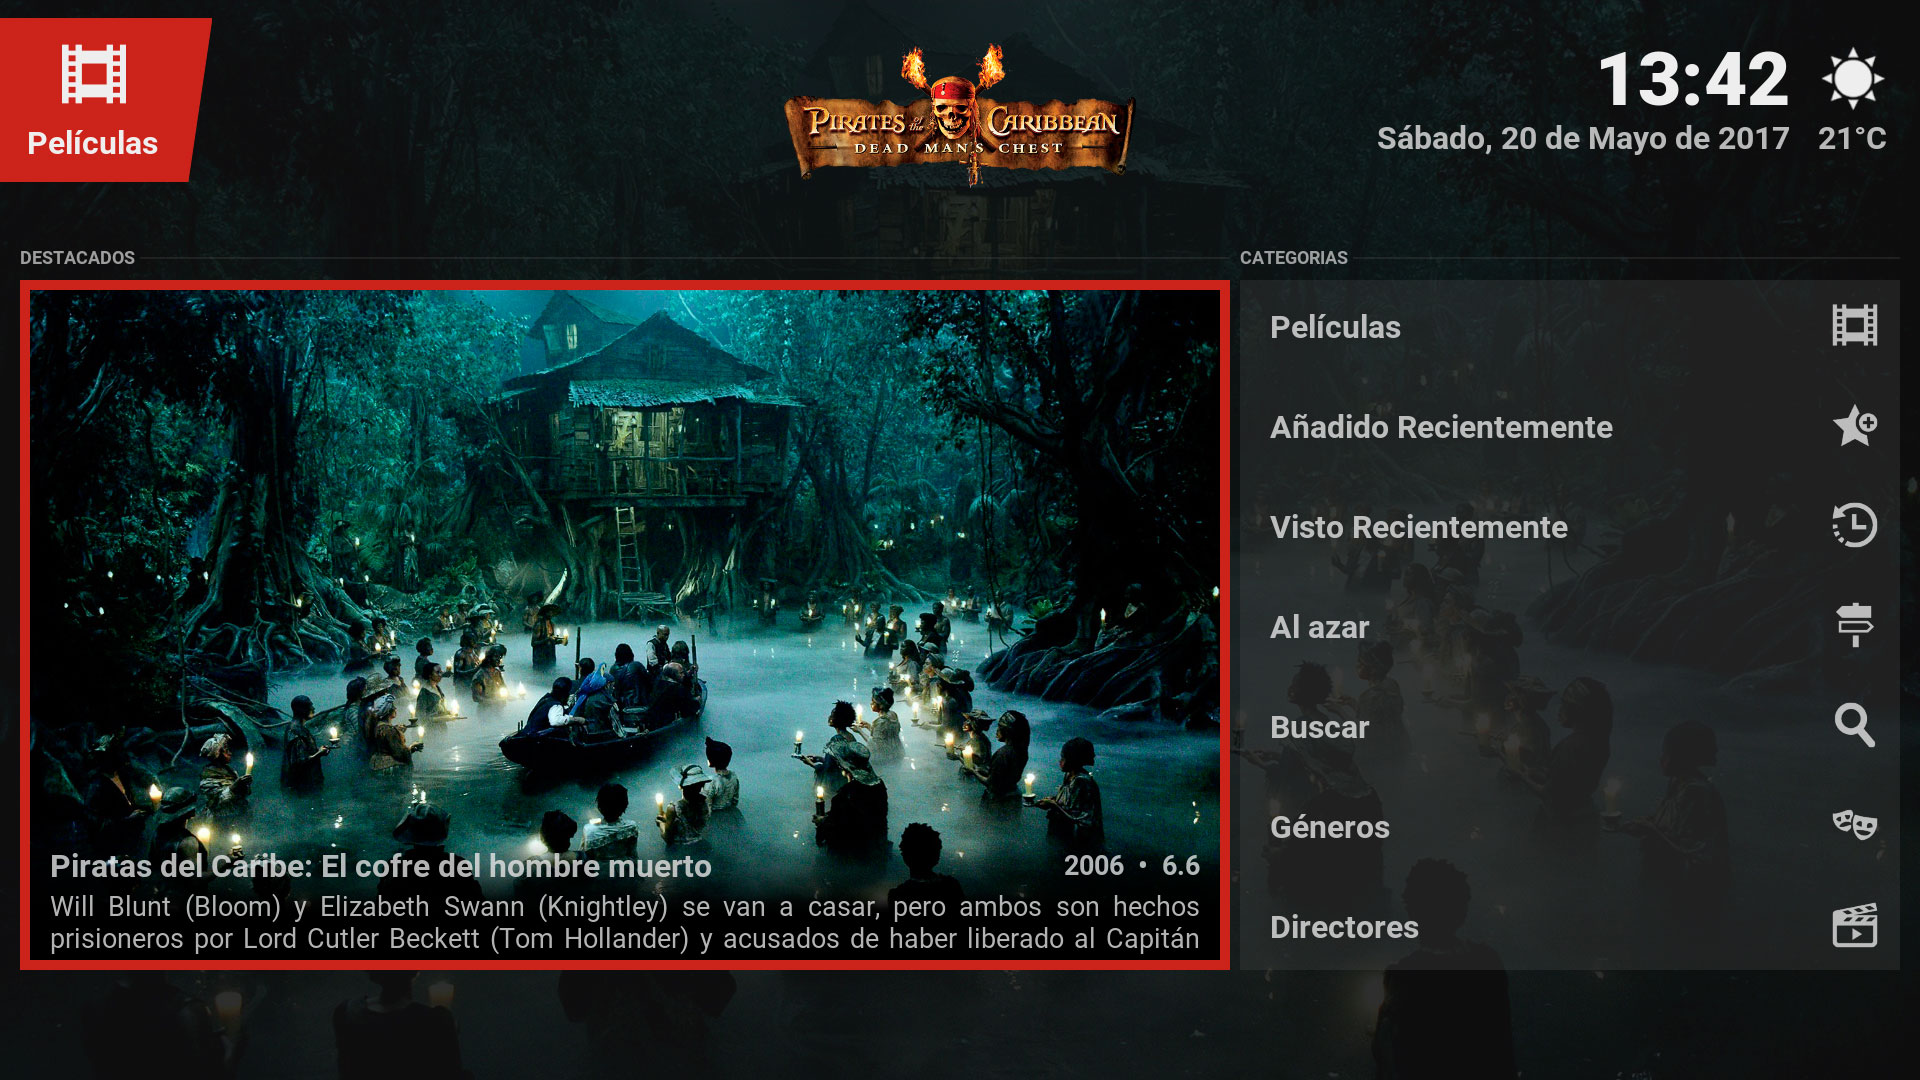 Películas
PIRATES of the CARIBBEAN
DEAD MAN'S CHEST
13:42
Sábado, 20 de Mayo de 2017 21°C
DESTACADOS
Piratas del Caribe: El cofre del hombre muerto 2006 • 6.6
Will Blunt (Bloom) y Elizabeth Swann (Knightley) se van a casar, pero ambos son hechos
prisioneros por Lord Cutler Beckett (Tom Hollander) y acusados de haber liberado al Capitán
CATEGORIAS
Películas
Añadido Recientemente
Visto Recientemente
Al azar
Buscar
Géneros
Directores